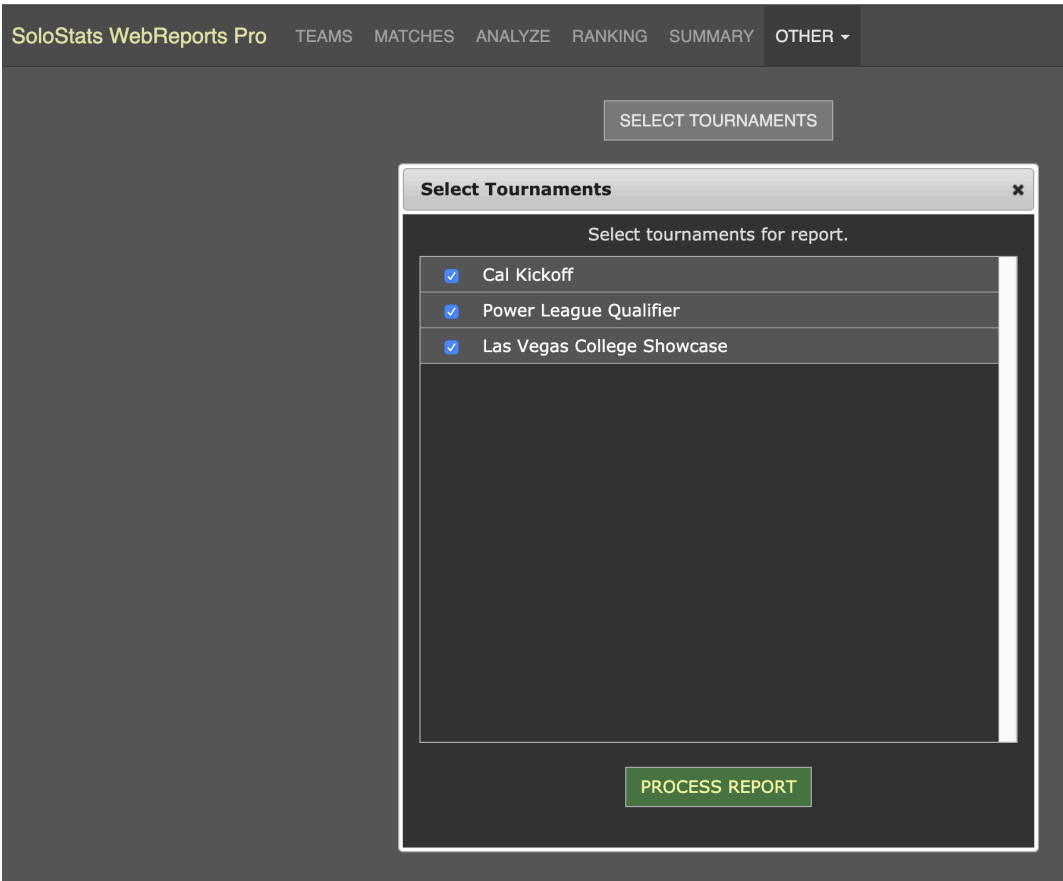 SoloStats WebReports Pro TEAMS MATCHES ANALYZE RANKING SUMMARY OTHER
SELECT TOURNAMENTS
Select Tournaments
Select tournaments for report.
Cal Kickoff
Power League Qualifier
Las Vegas College Showcase
PROCESS REPORT